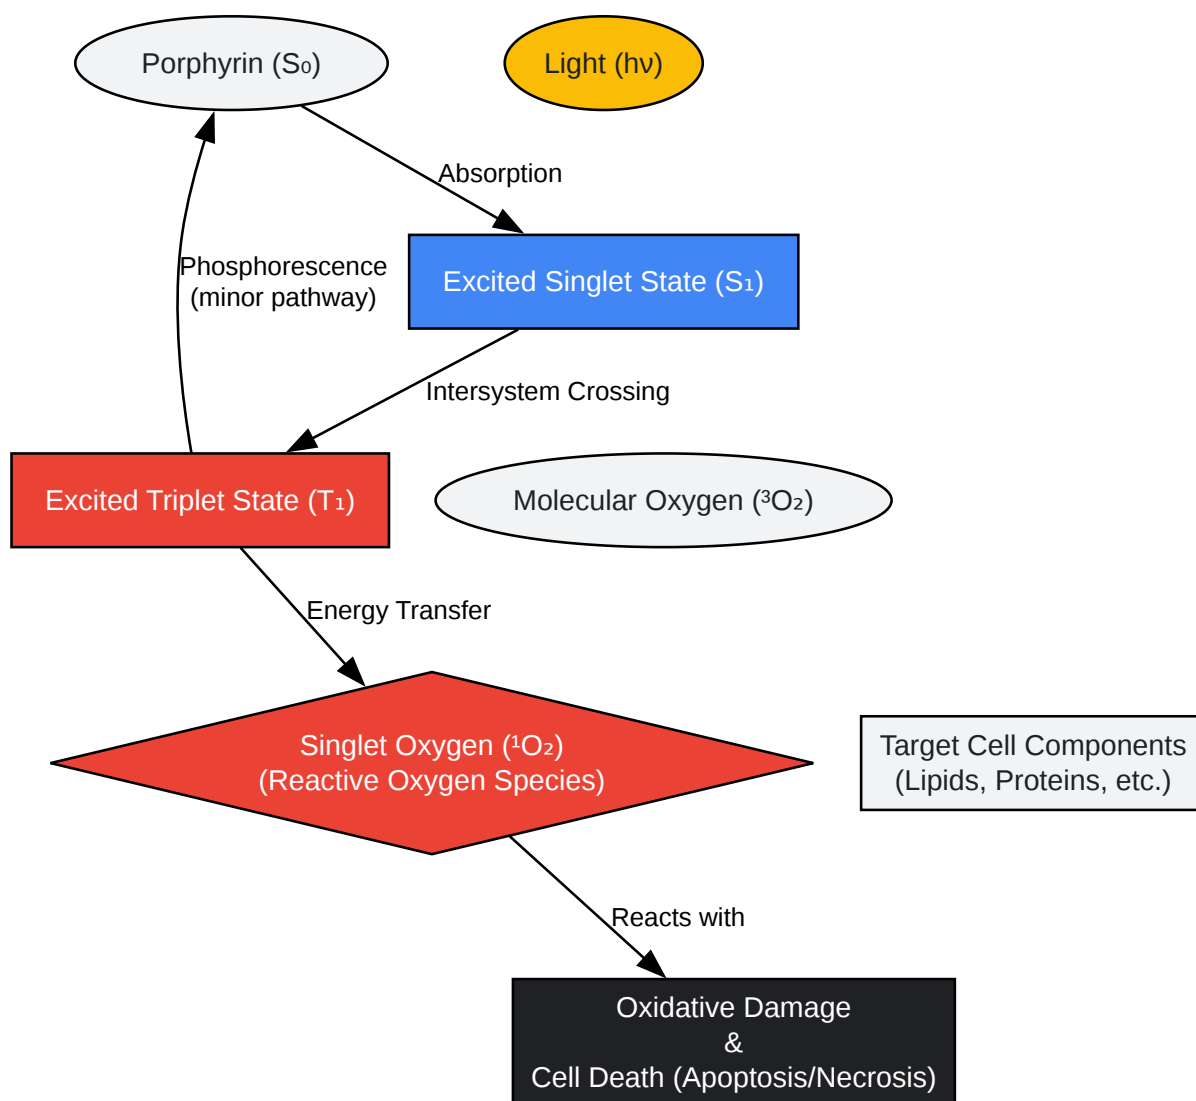 Porphyrin (S₀)
Light (hν)
Absorption
Phosphorescence
(minor pathway)
Excited Singlet State (S₁)
Intersystem Crossing
Excited Triplet State (T₁)
Molecular Oxygen (³O₂)
Energy Transfer
Singlet Oxygen (¹O₂)
(Reactive Oxygen Species)
Target Cell Components
(Lipids, Proteins, etc.)
Reacts with
Oxidative Damage
&
Cell Death (Apoptosis/Necrosis)